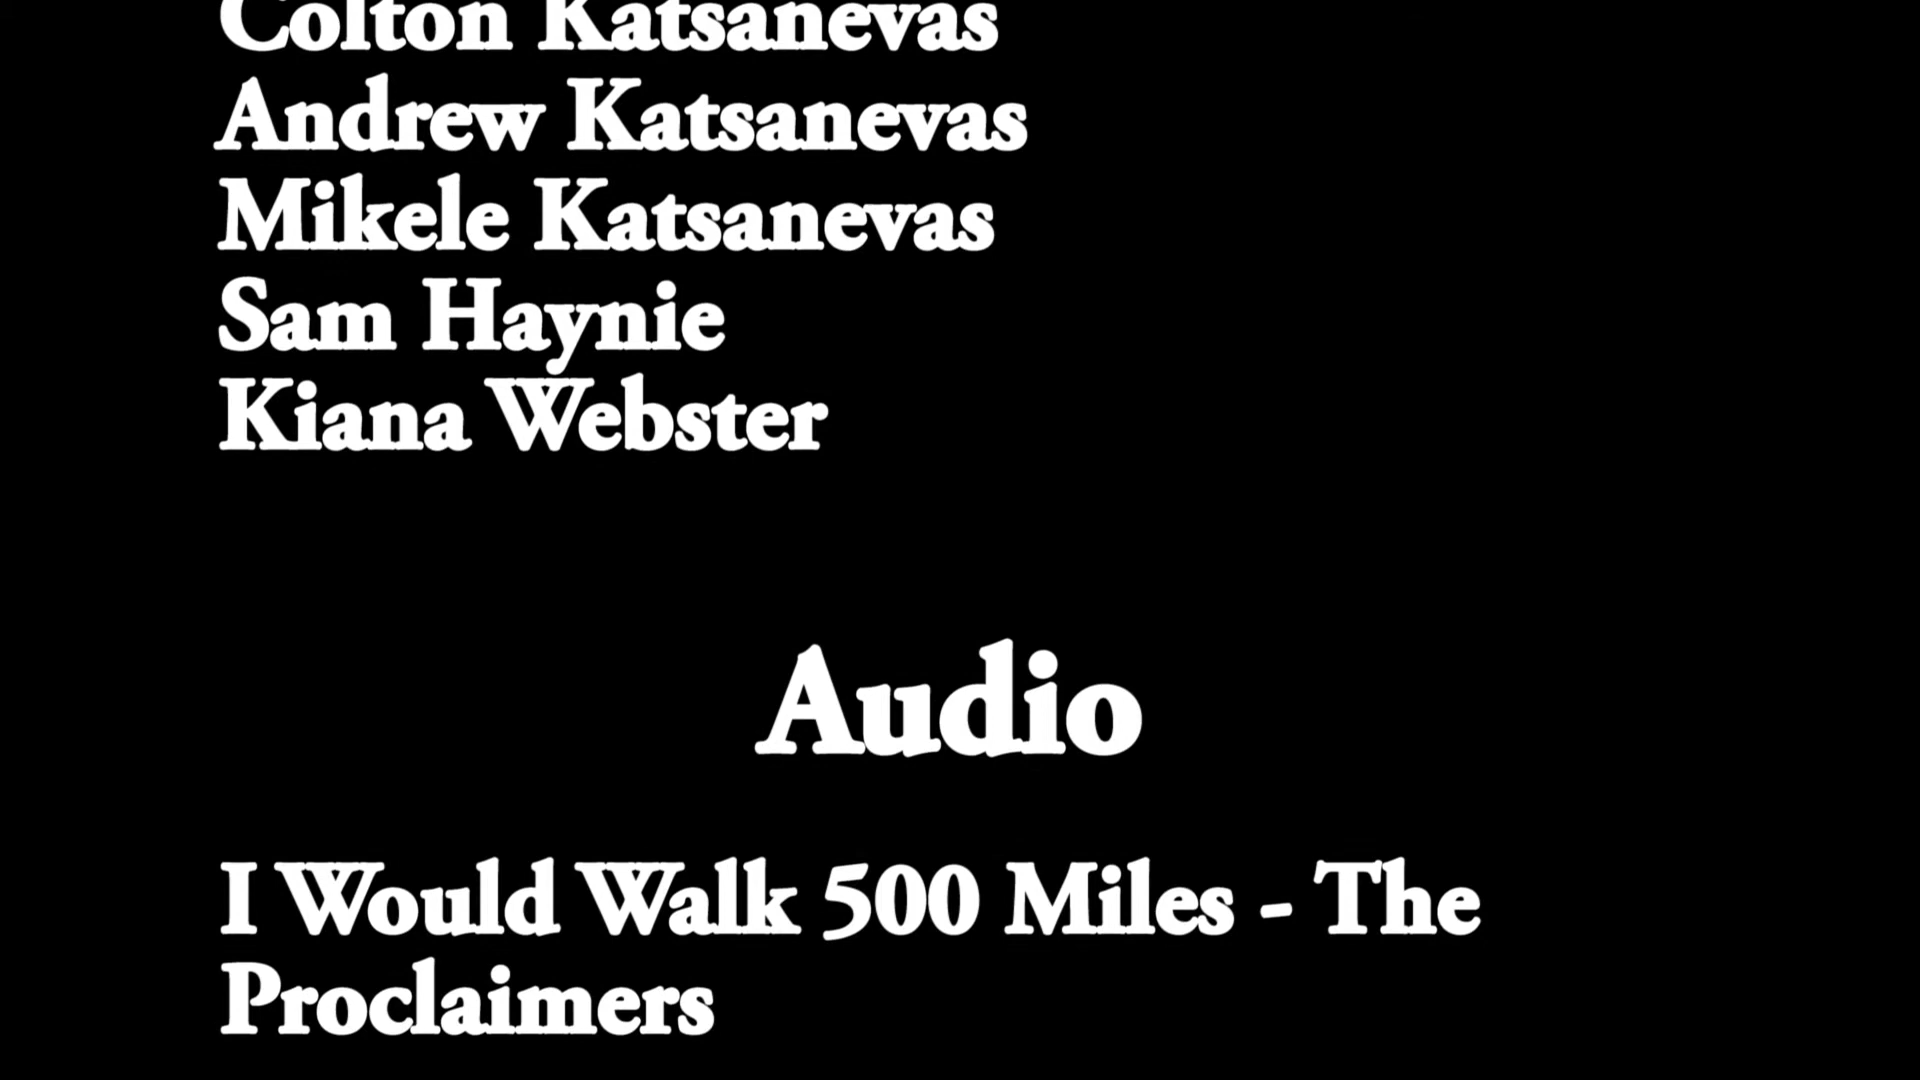 Colton Katsanevas
Andrew Katsanevas
Mikele Katsanevas
Sam Haynie
Kiana Webster
Audio
I Would Walk 500 Miles - The
Proclaimers